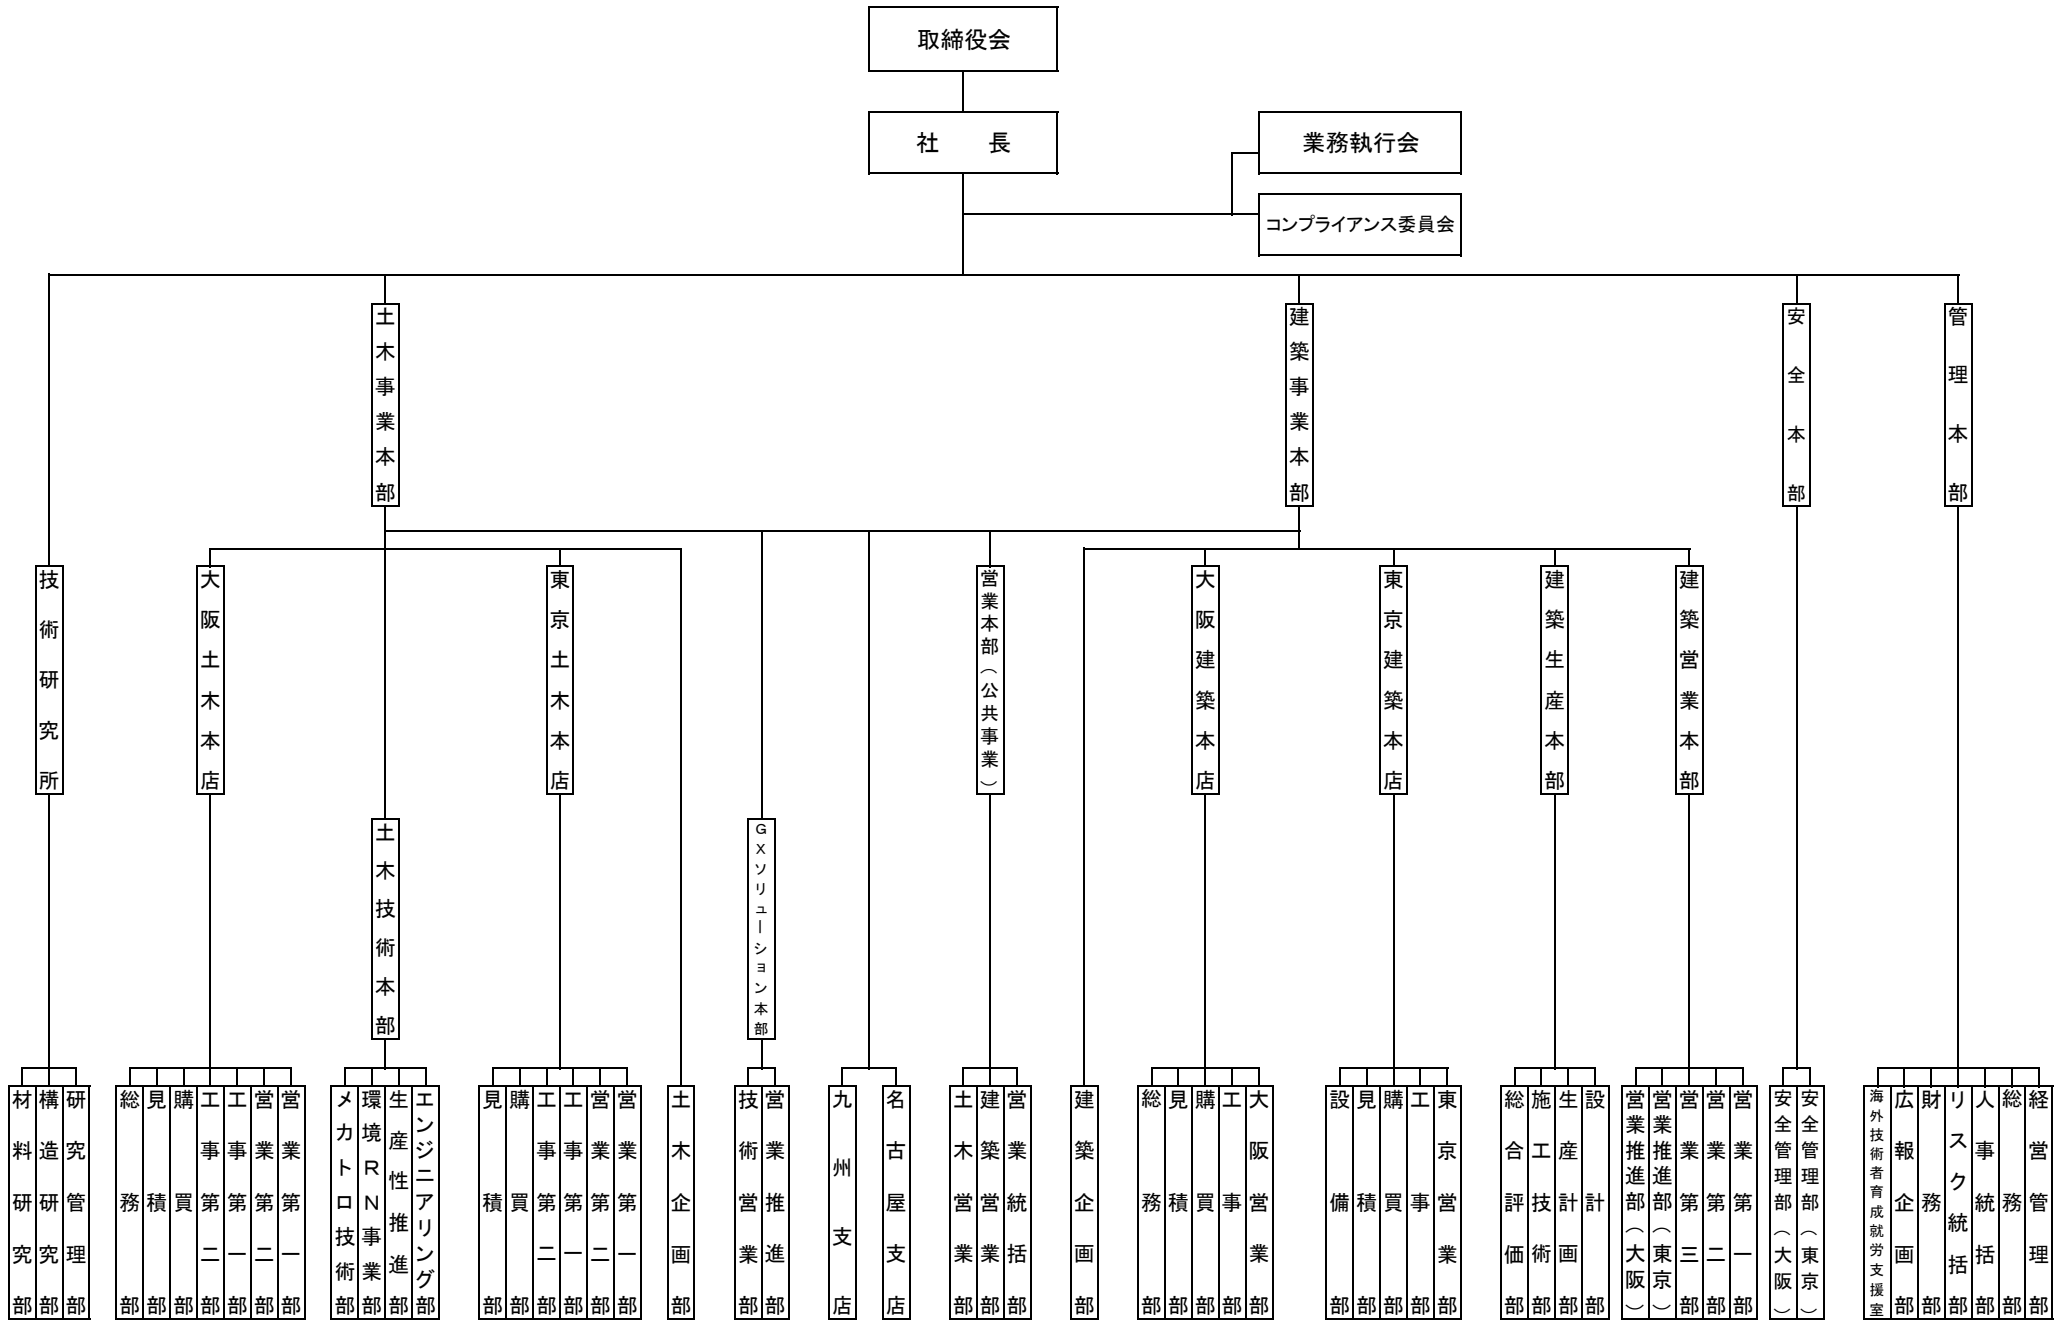 取締役会
社長
業務執行会
コンプライアンス委員会
土木事業本部
建築事業本部
安全本部
管理本部
技術研究所
大阪土木本店
東京土木本店
営業本部（公共事業）
大阪建築本店
東京建築本店
建築生産本部
建築営業本部
土木技術本部
GXソリューション本部
材料研究部
構造研究部
研究管理部
総務部
見積部
購買部
工事第二部
工事第一部
営業第二部
営業第一部
メカトロ技術部
環境RN事業部
生産性推進部
エンジニアリング部
見積部
購買部
工事第二部
工事第一部
営業第二部
営業第一部
土木企画部
技術営業部
営業推進部
九州支店
名古屋支店
土木営業部
建築営業部
営業統括部
建築企画部
総務部
見積部
購買部
工事部
大阪営業部
設備部
見積部
購買部
工事部
東京営業部
総合評価部
施工技術部
生産計画部
設計部
営業推進部（大阪）
営業推進部（東京）
営業第三部
営業第二部
営業第一部
安全管理部（大阪）
安全管理部（東京）
海外技術者育成就労支援室
広報企画部
財務部
リスク統括部
人事統括部
総務部
経営管理部